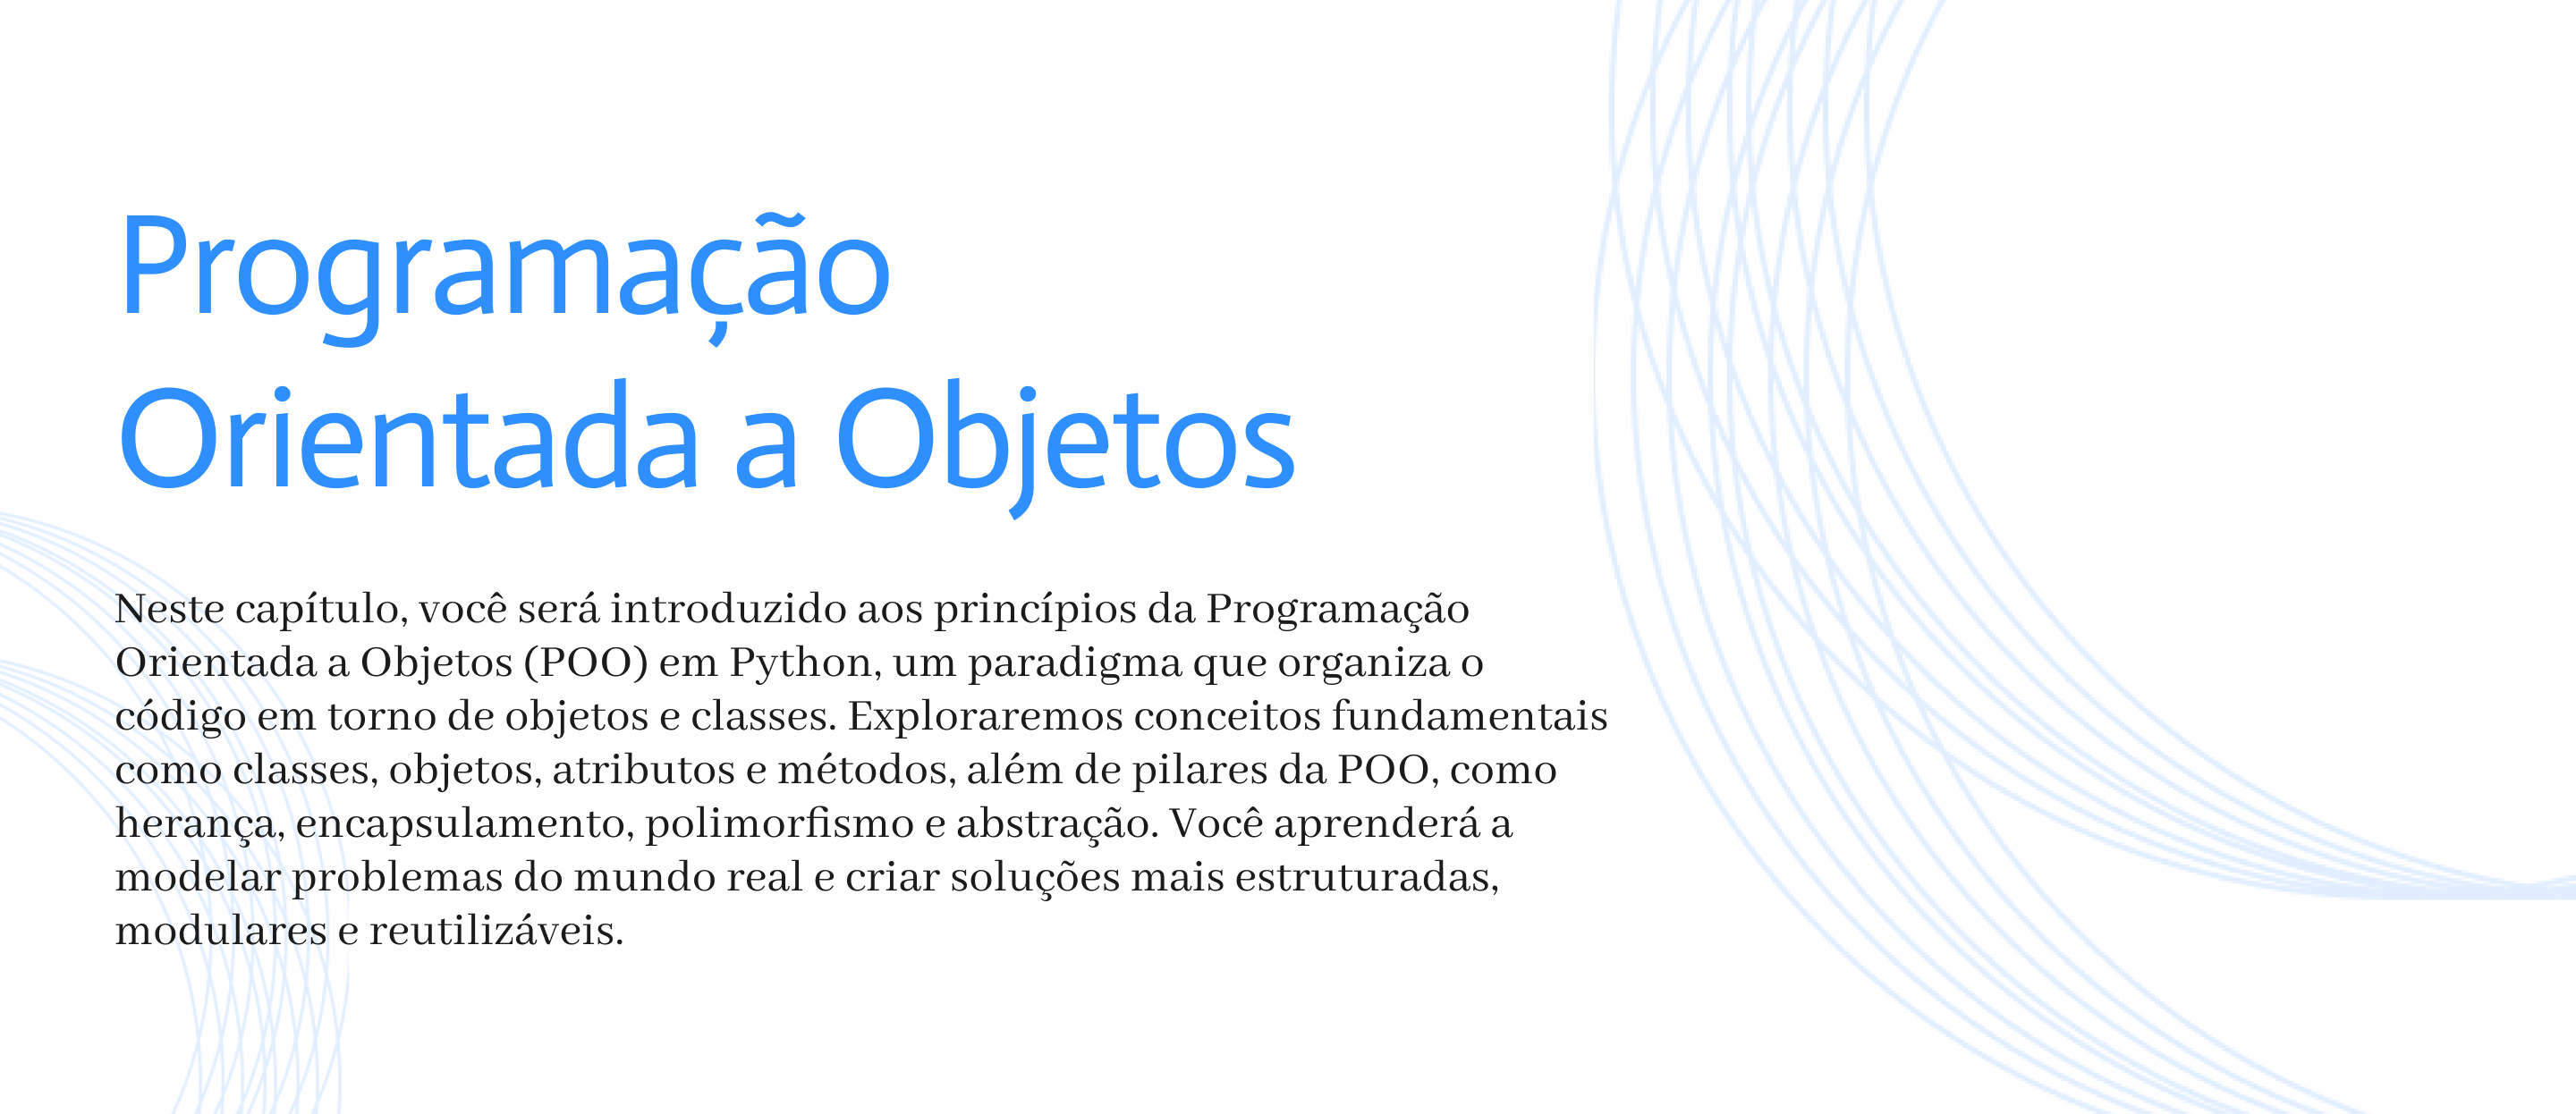 Programação
Orientada a Objetos
Neste capítulo, você será introduzido aos princípios da Programação
Orientada a Objetos (POO) em Python, um paradigma que organiza o
código em torno de objetos e classes. Exploraremos conceitos fundamentais
como classes, objetos, atributos e métodos, além de pilares da POO, como
herança, encapsulamento, polimorfismo e abstração. Você aprenderá a
modelar problemas do mundo real e criar soluções mais estruturadas,
modulares e reutilizáveis.